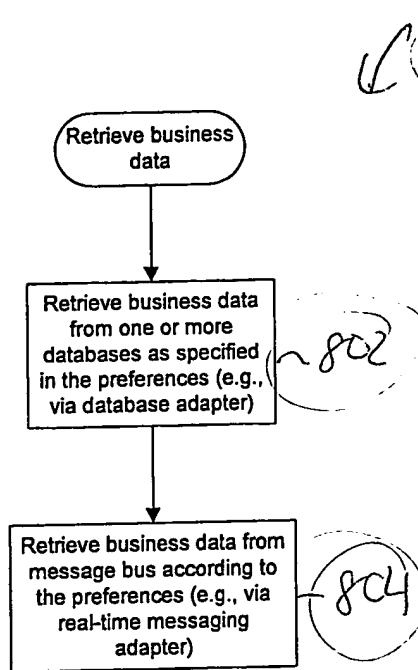 Retrieve business
data
Retrieve business data
from one or more
databases as specified
in the preferences (e.g.,
via database adapter)
802
Retrieve business data from
message bus according to
the preferences (e.g., via
real-time messaging
adapter)
804